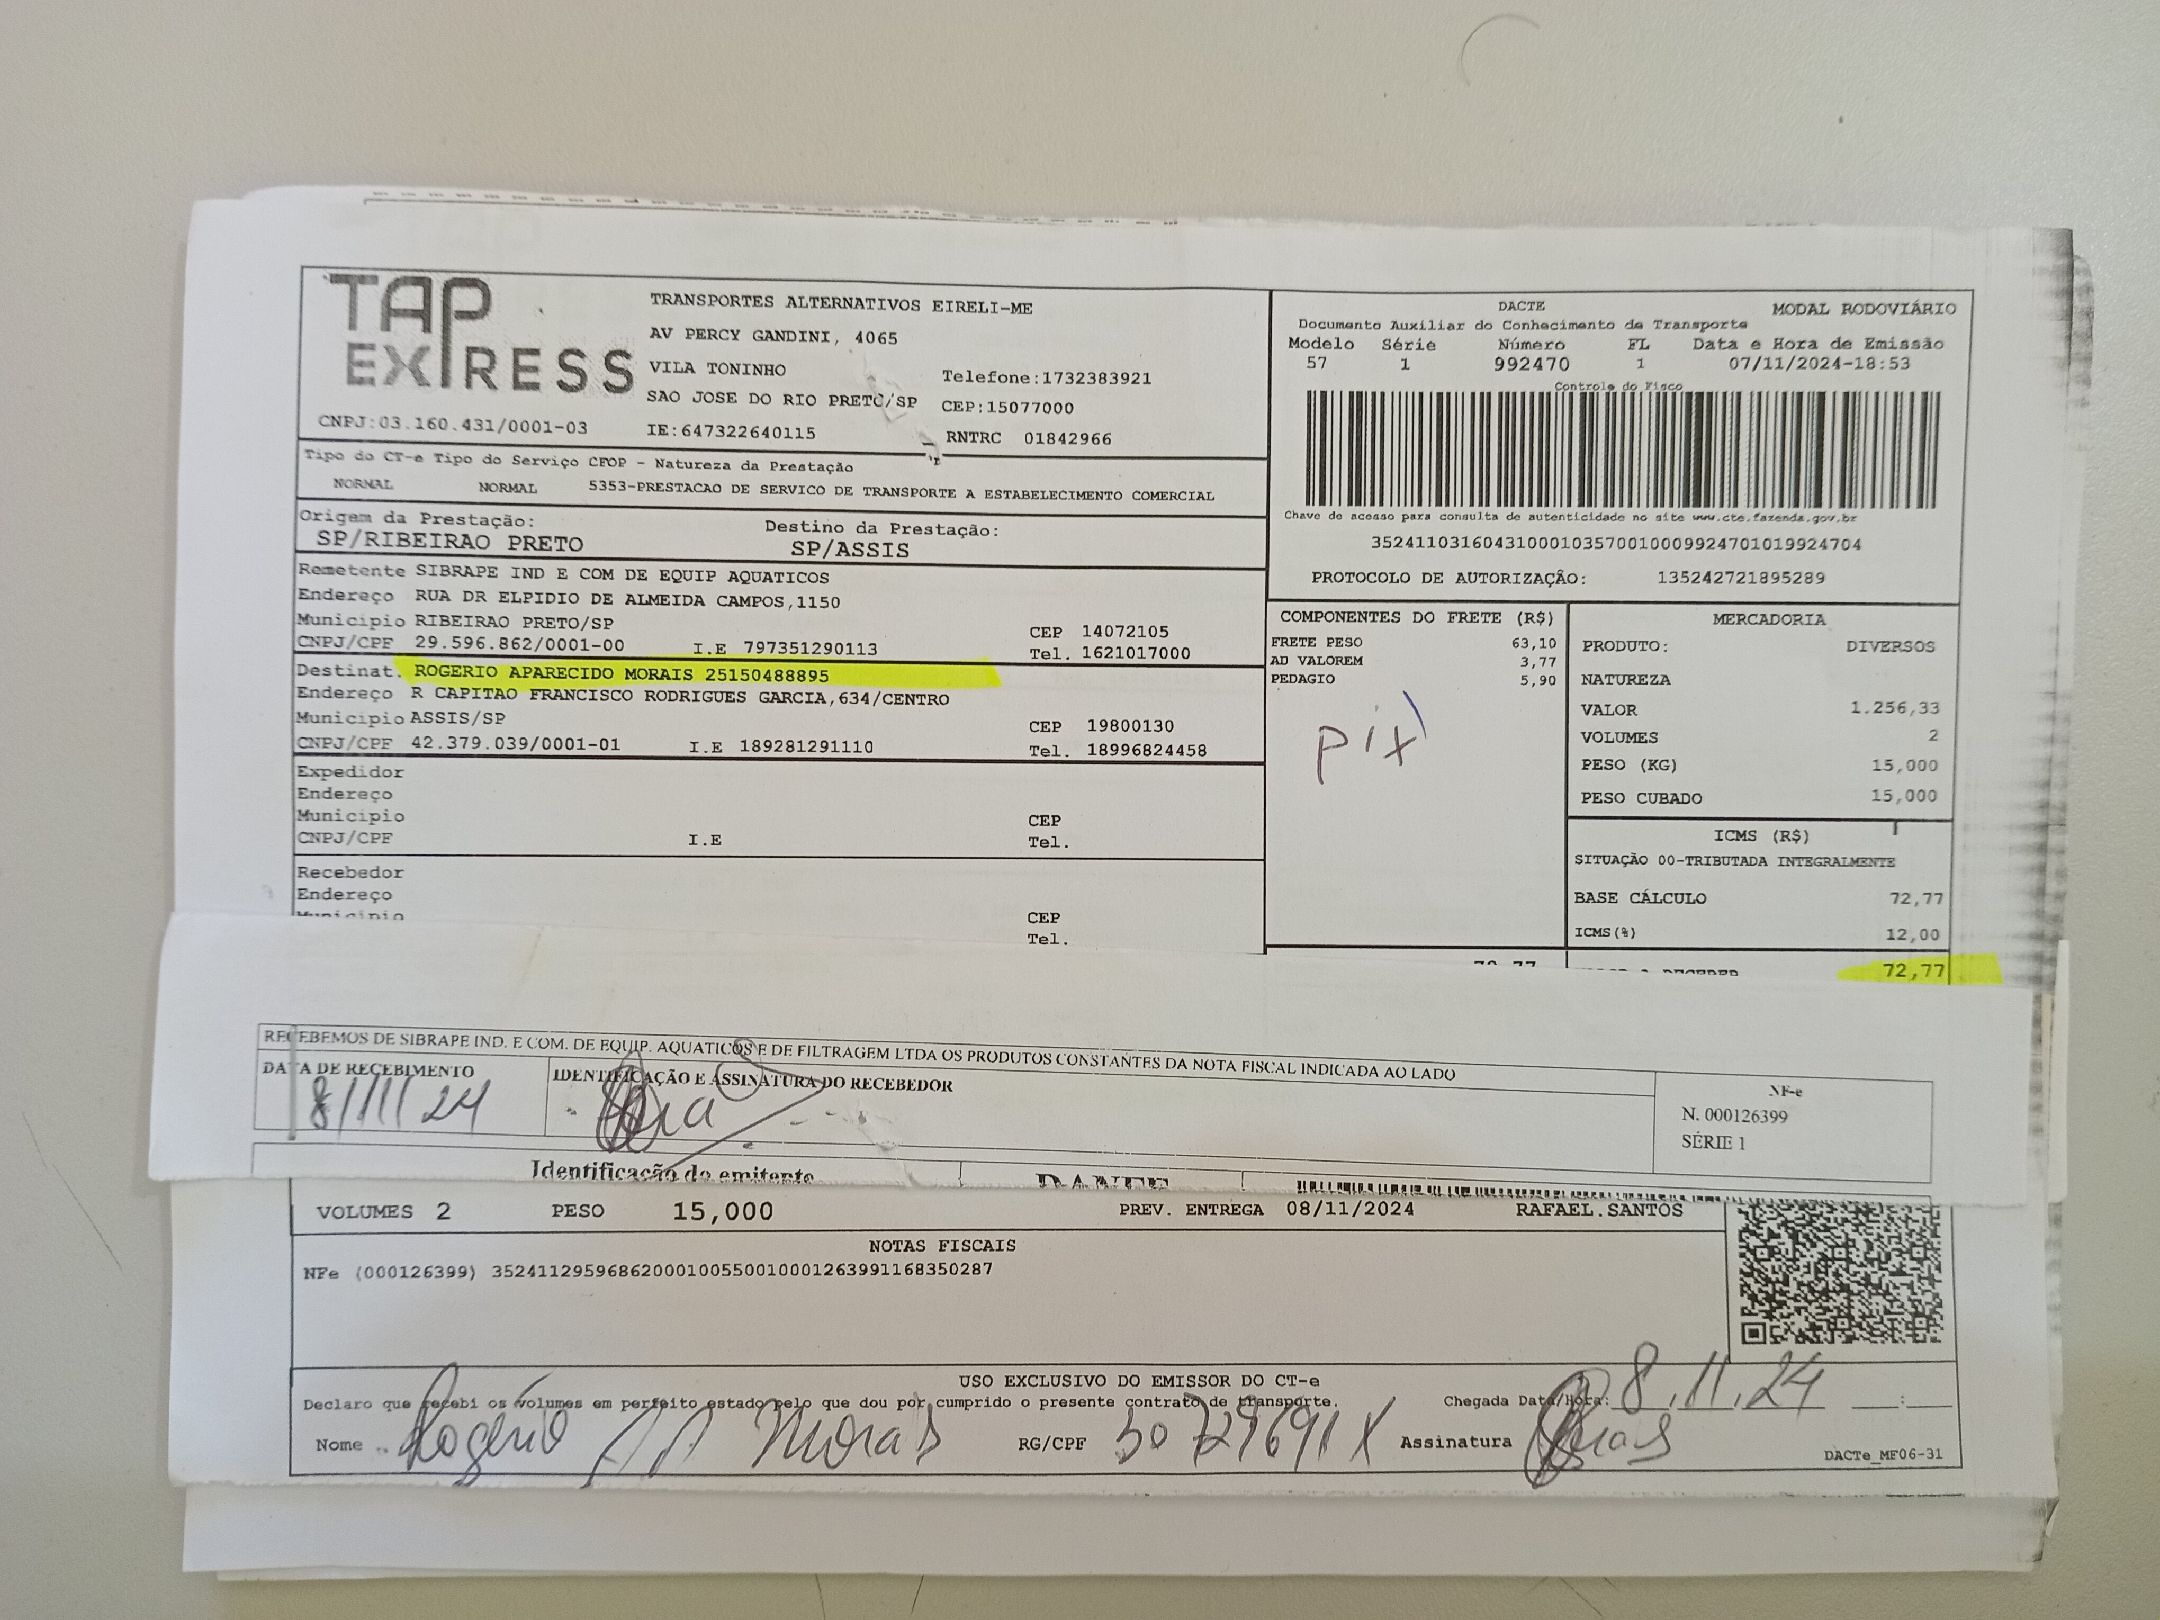 TAP
EXPRESS
TRANSPORTES ALTERNATIVOS EIRELI-ME
AV PERCY GANDINI, 4065
VILA TONINHO
Telefone:1732383921
SAO JOSE DO RIO PRETO/SP
CEP:15077000
CNPJ:03.160.431/0001-03
IE:647322640115
RNTRC 01842966
DACTE
MODAL RODOVIÁRIO
Documento Auxiliar do Conhecimento de Transporte
Modelo Série Número FL Data e Hora de Emissão
57 1 992470 1 07/11/2024-18:53
Controle do Fisco
Chave de acesso para consulta de autenticidade no site www.cte.fazenda.gov.br
35241103160431000103570010009924701019924704
PROTOCOLO DE AUTORIZAÇÃO: 135242721895289
Tipo do CT-e Tipo do Serviço CFOP - Natureza da Prestação
NORMAL NORMAL 5353-PRESTACAO DE SERVICO DE TRANSPORTE A ESTABELECIMENTO COMERCIAL
Origem da Prestação: Destino da Prestação:
SP/RIBEIRAO PRETO SP/ASSIS
Remetente SIBRAPE IND E COM DE EQUIP AQUATICOS
Endereço RUA DR ELPIDIO DE ALMEIDA CAMPOS,1150
Municipio RIBEIRAO PRETO/SP CEP 14072105
CNPJ/CPF 29.596.862/0001-00 I.E 797351290113 Tel. 1621017000
Destinat. ROGERIO APARECIDO MORAIS 25150488895
Endereço R CAPITAO FRANCISCO RODRIGUES GARCIA,634/CENTRO
Municipio ASSIS/SP CEP 19800130
CNPJ/CPF 42.379.039/0001-01 I.E 189281291110 Tel. 18996824458
Expedidor
Endereço
Municipio CEP
CNPJ/CPF I.E Tel.
Recebedor
Endereço
Municipio CEP
Tel.
COMPONENTES DO FRETE (R$)
FRETE PESO 63,10
AD VALOREM 3,77
PEDAGIO 5,90
pix
72,77
MERCADORIA
PRODUTO: DIVERSOS
NATUREZA
VALOR 1.256,33
VOLUMES 2
PESO (KG) 15,000
PESO CUBADO 15,000
ICMS (R$)
SITUAÇÃO 00-TRIBUTADA INTEGRALMENTE
BASE CÁLCULO 72,77
ICMS(%) 12,00
72,77
RECEBEMOS DE SIBRAPE IND. E COM. DE EQUIP. AQUATICOS E DE FILTRAGEM LTDA OS PRODUTOS CONSTANTES DA NOTA FISCAL INDICADA AO LADO
DATA DE RECEBIMENTO IDENTIFICAÇÃO E ASSINATURA DO RECEBEDOR
8/11/24
NF-e
N. 000126399
SÉRIE 1
Identificação do emitente DANFE
VOLUMES 2 PESO 15,000 PREV. ENTREGA 08/11/2024 RAFAEL.SANTOS
NOTAS FISCAIS
NFe (000126399) 35241129596862000100550010001263991168350287
USO EXCLUSIVO DO EMISSOR DO CT-e
Declaro que recebi os volumes em perfeito estado pelo que dou por cumprido o presente contrato de transporte. Chegada Data/Hora: 8.11.24 __:__
Nome Rogério Ap Morais RG/CPF 30729691X Assinatura
DACTe_MF06-31